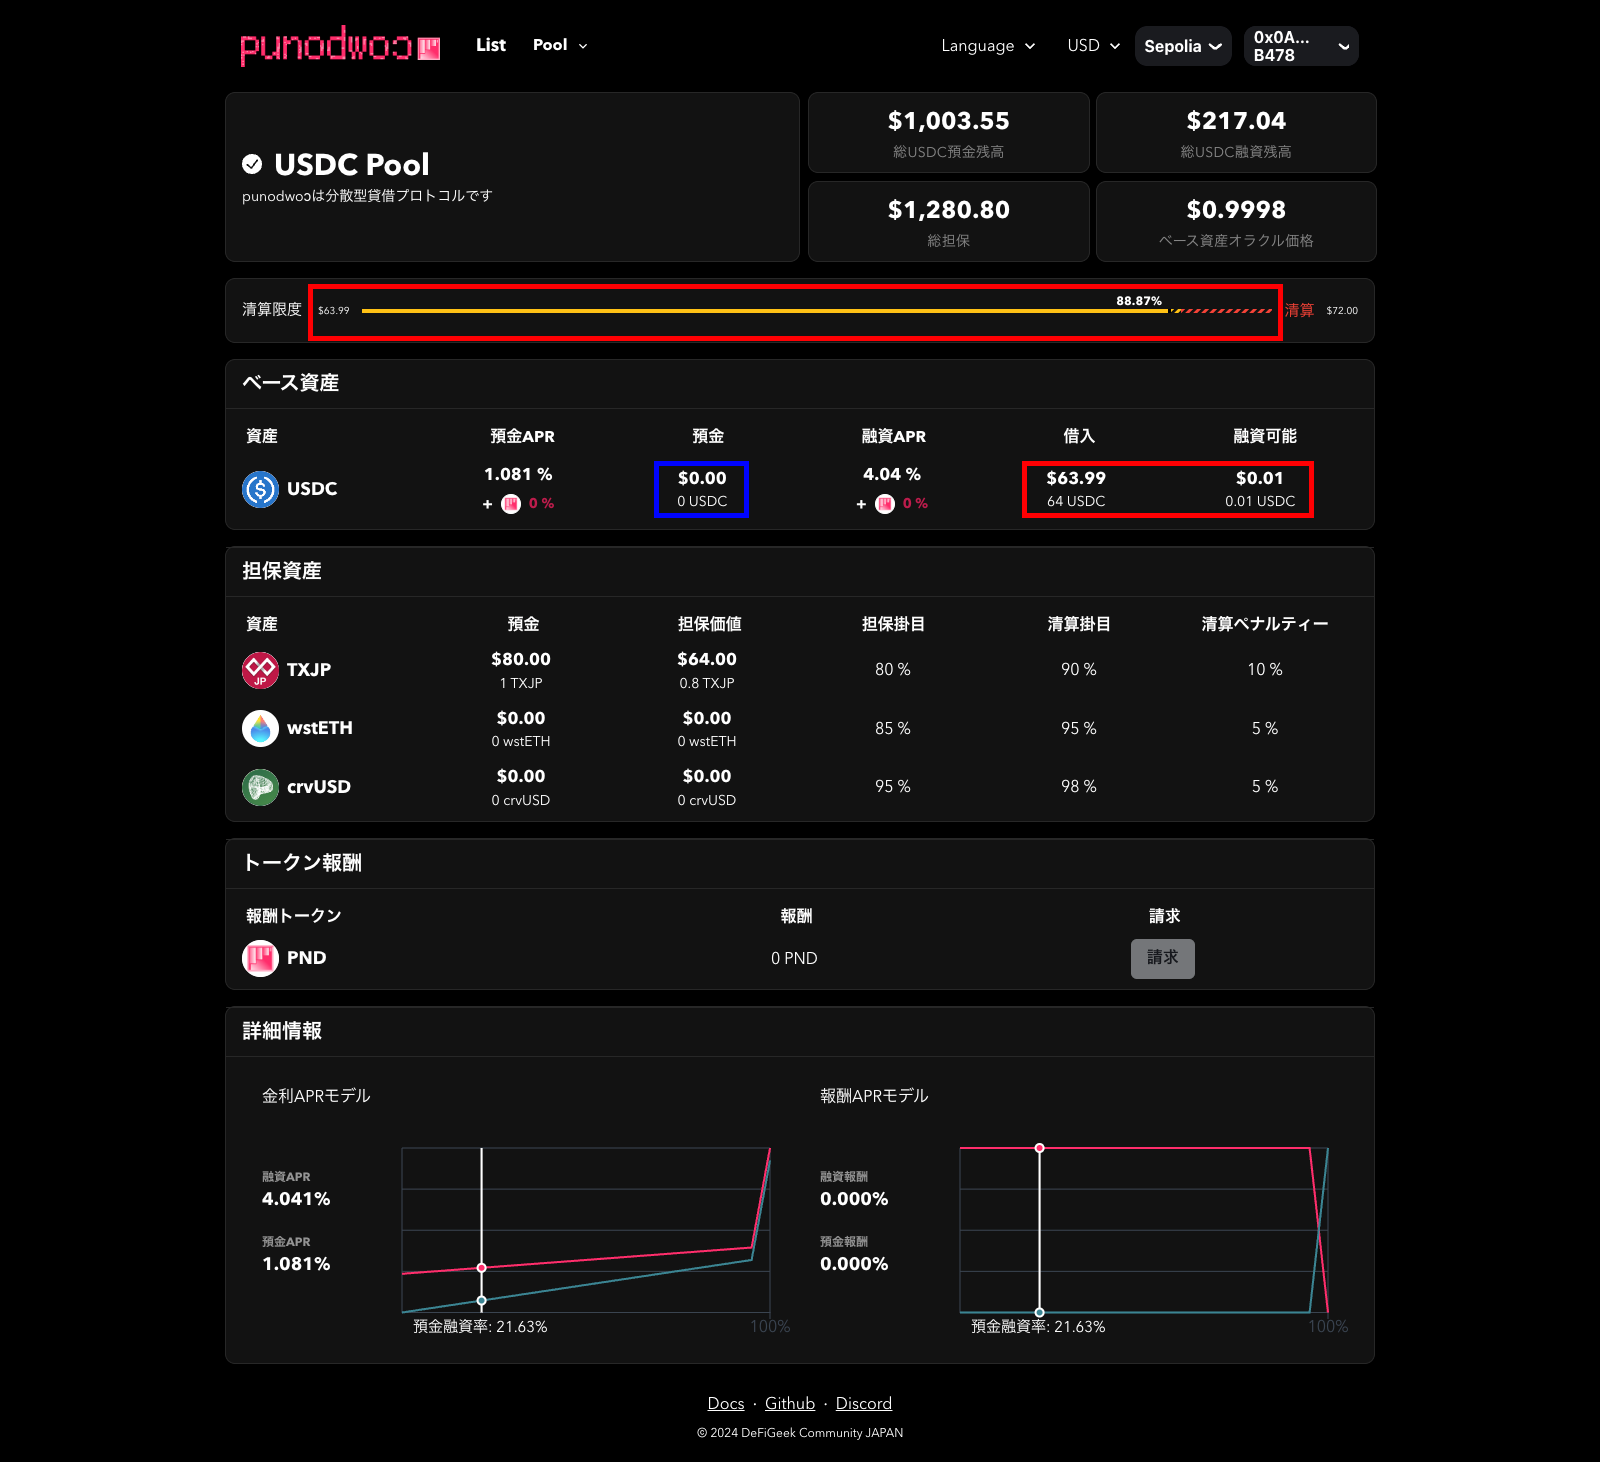 punodwoɔ
List
Pool
Language
USD
Sepolia
0x0A...
B478
USDC Pool
punodwoɔは分散型貸借プロトコルです
$1,003.55
総USDC預金残高
$217.04
総USDC融資残高
$1,280.80
総担保
$0.9998
ベース資産オラクル価格
清算限度 $63.99 88.87% 清算 $72.00
ベース資産
資産 預金APR 預金 融資APR 借入 融資可能
USDC 1.081 % $0.00 4.04 % $63.99 $0.01
+ 0 % 0 USDC + 0 % 64 USDC 0.01 USDC
担保資産
資産 預金 担保価値 担保掛目 清算掛目 清算ペナルティー
TXJP $80.00 $64.00 80 % 90 % 10 %
JP 1 TXJP 0.8 TXJP
wstETH $0.00 $0.00 85 % 95 % 5 %
0 wstETH 0 wstETH
crvUSD $0.00 $0.00 95 % 98 % 5 %
0 crvUSD 0 crvUSD
トークン報酬
報酬トークン 報酬 請求
PND 0 PND 請求
詳細情報
金利APRモデル
融資APR
4.041%
預金APR
1.081%
預金融資率: 21.63% 100%
報酬APRモデル
融資報酬
0.000%
預金報酬
0.000%
預金融資率: 21.63% 100%
Docs · Github · Discord
© 2024 DeFiGeek Community JAPAN